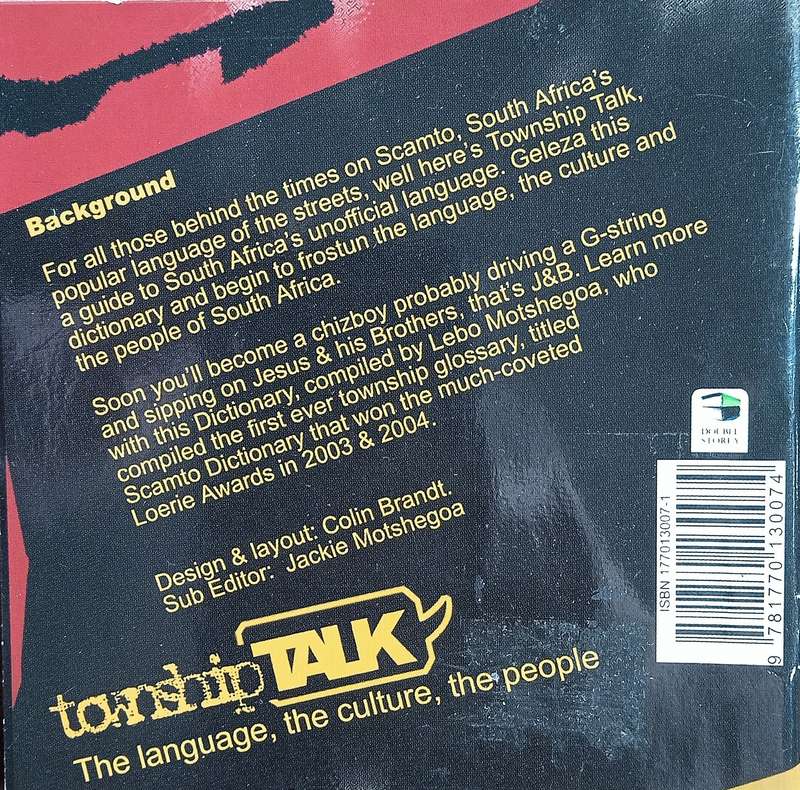 Background
For all those behind the times on Scamto, South Africa's
popular language of the streets, well here's Township Talk,
a guide to South Africa's unofficial language. Geleza this
dictionary and begin to frostun the language, the culture and
the people of South Africa.
Soon you'll become a chizboy probably driving a G-string
and sipping on Jesus & his Brothers, that's J&B. Learn more
with this Dictionary, compiled by Lebo Motshegoa, who
compiled the first ever township glossary, titled
Scamto Dictionary that won the much-coveted
Loerie Awards in 2003 & 2004.
Design & layout: Colin Brandt.
Sub Editor: Jackie Motshegoa
township TALK
The language, the culture, the people
DOUBLE
STOREY
ISBN 177013007-1
9 781770 130074